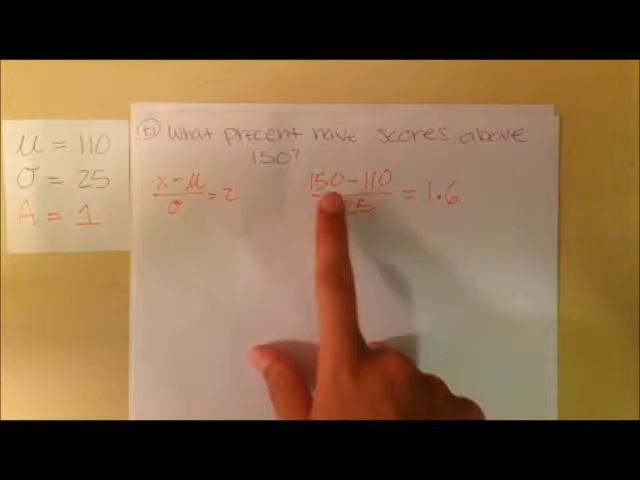 μ = 110
σ = 25
A = 1
b What precent have scores above
150?
x - μ
σ
= z
150 - 110
25
= 1.6